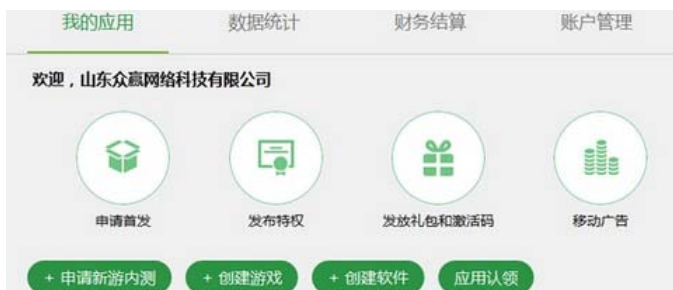 我的应用 数据统计 财务结算 账户管理
欢迎，山东众赢网络科技有限公司
申请首发 发布特权 发放礼包和激活码 移动广告
+ 申请新游内测 + 创建游戏 + 创建软件 应用认领